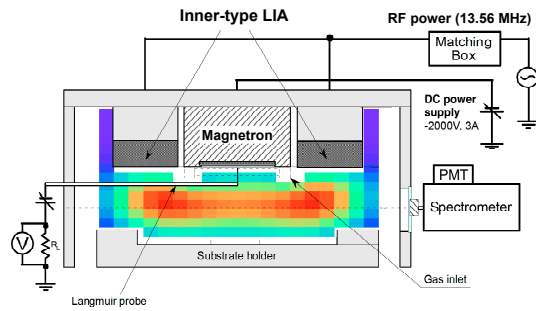 Inner-type LIA
RF power (13.56 MHz)
Matching
Box
DC power
supply
-2000V, 3A
Magnetron
PMT
Spectrometer
V
RL
Substrate holder
Gas inlet
Langmuir probe